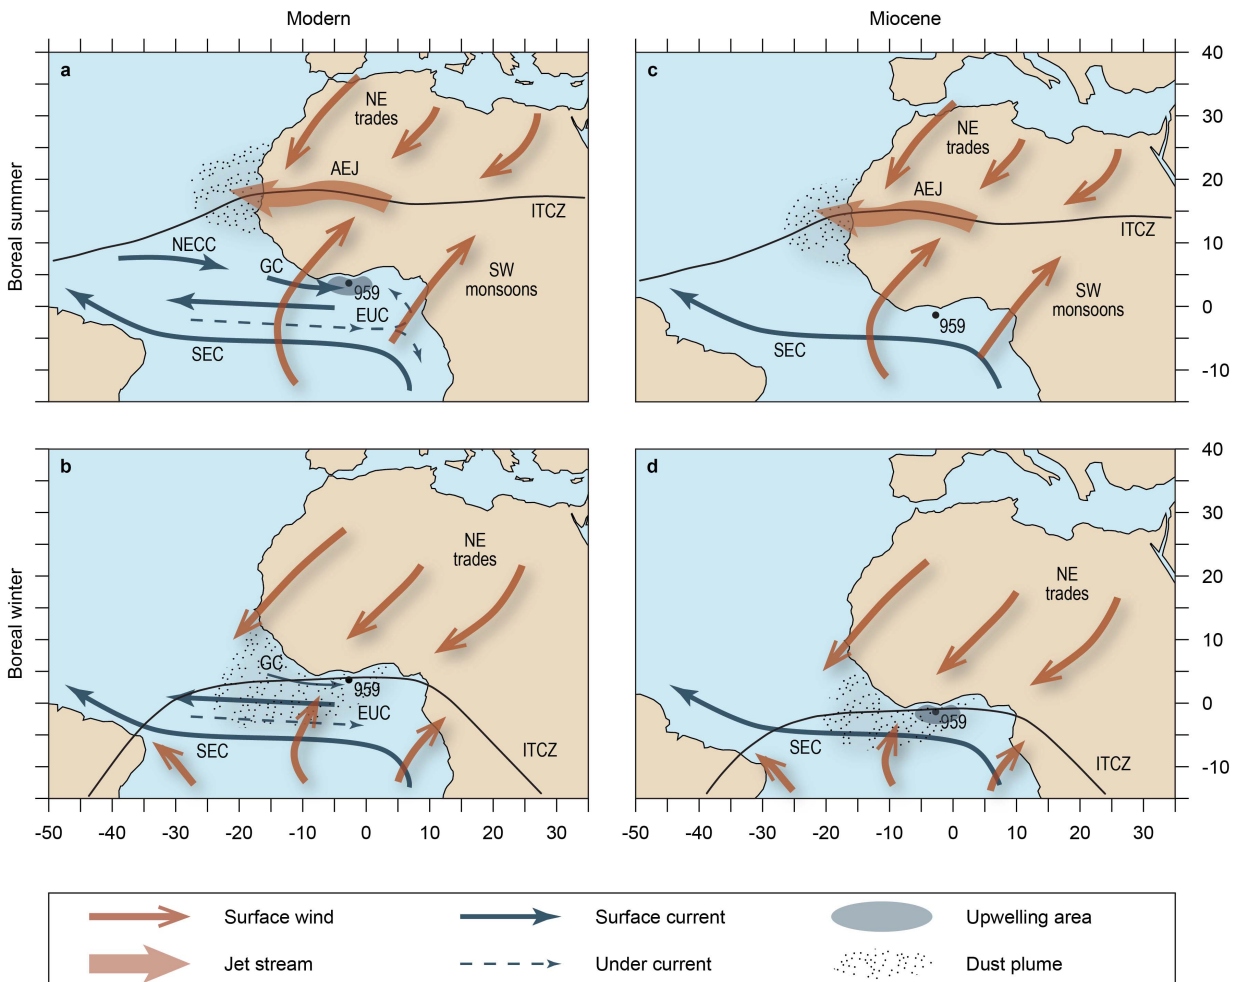 Modern
Miocene
Boreal summer
a
NE
trades
AEJ
ITCZ
NECC
GC
959
EUC
SW
monsoons
SEC
c
NE
trades
AEJ
ITCZ
SW
monsoons
959
SEC
40
30
20
10
0
-10
Boreal winter
b
NE
trades
GC
959
EUC
SEC
ITCZ
d
NE
trades
959
SEC
ITCZ
40
30
20
10
0
-10
-50 -40 -30 -20 -10 0 10 20 30
-50 -40 -30 -20 -10 0 10 20 30
Surface wind
Surface current
Upwelling area
Jet stream
Under current
Dust plume